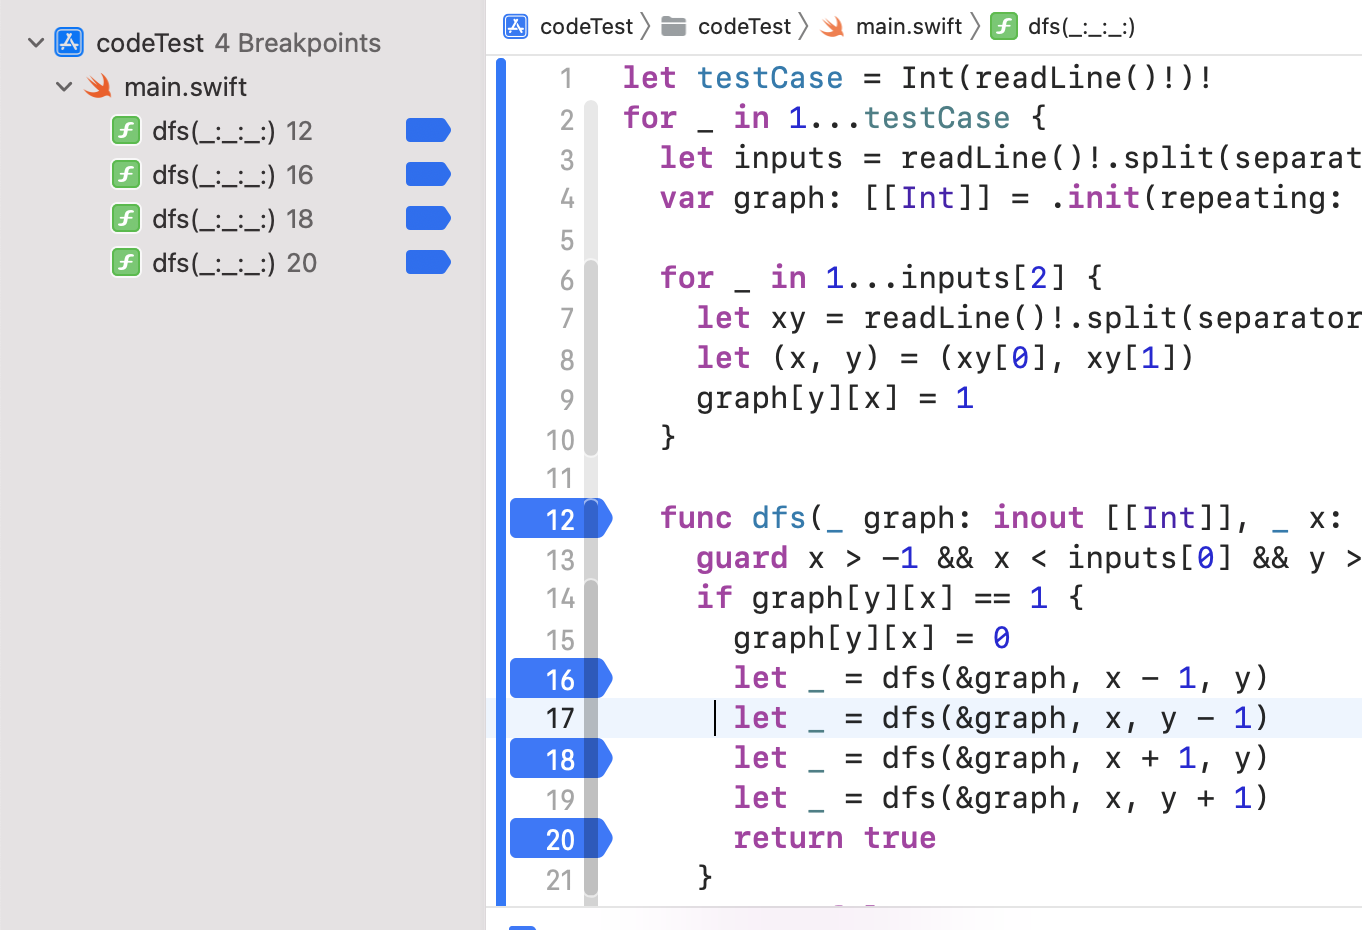 codeTest 4 Breakpoints
main.swift
dfs(_:_:_:) 12
dfs(_:_:_:) 16
dfs(_:_:_:) 18
dfs(_:_:_:) 20
codeTest 〉 codeTest 〉 main.swift 〉 dfs(_:_:_:)
1 let testCase = Int(readLine()!)!
2 for _ in 1...testCase {
3 let inputs = readLine()!.split(separat
4 var graph: [[Int]] = .init(repeating:
5
6 for _ in 1...inputs[2] {
7 let xy = readLine()!.split(separator
8 let (x, y) = (xy[0], xy[1])
9 graph[y][x] = 1
10 }
11
12 func dfs(_ graph: inout [[Int]], _ x:
13 guard x > -1 && x < inputs[0] && y >
14 if graph[y][x] == 1 {
15 graph[y][x] = 0
16 let _ = dfs(&graph, x - 1, y)
17 let _ = dfs(&graph, x, y - 1)
18 let _ = dfs(&graph, x + 1, y)
19 let _ = dfs(&graph, x, y + 1)
20 return true
21 }